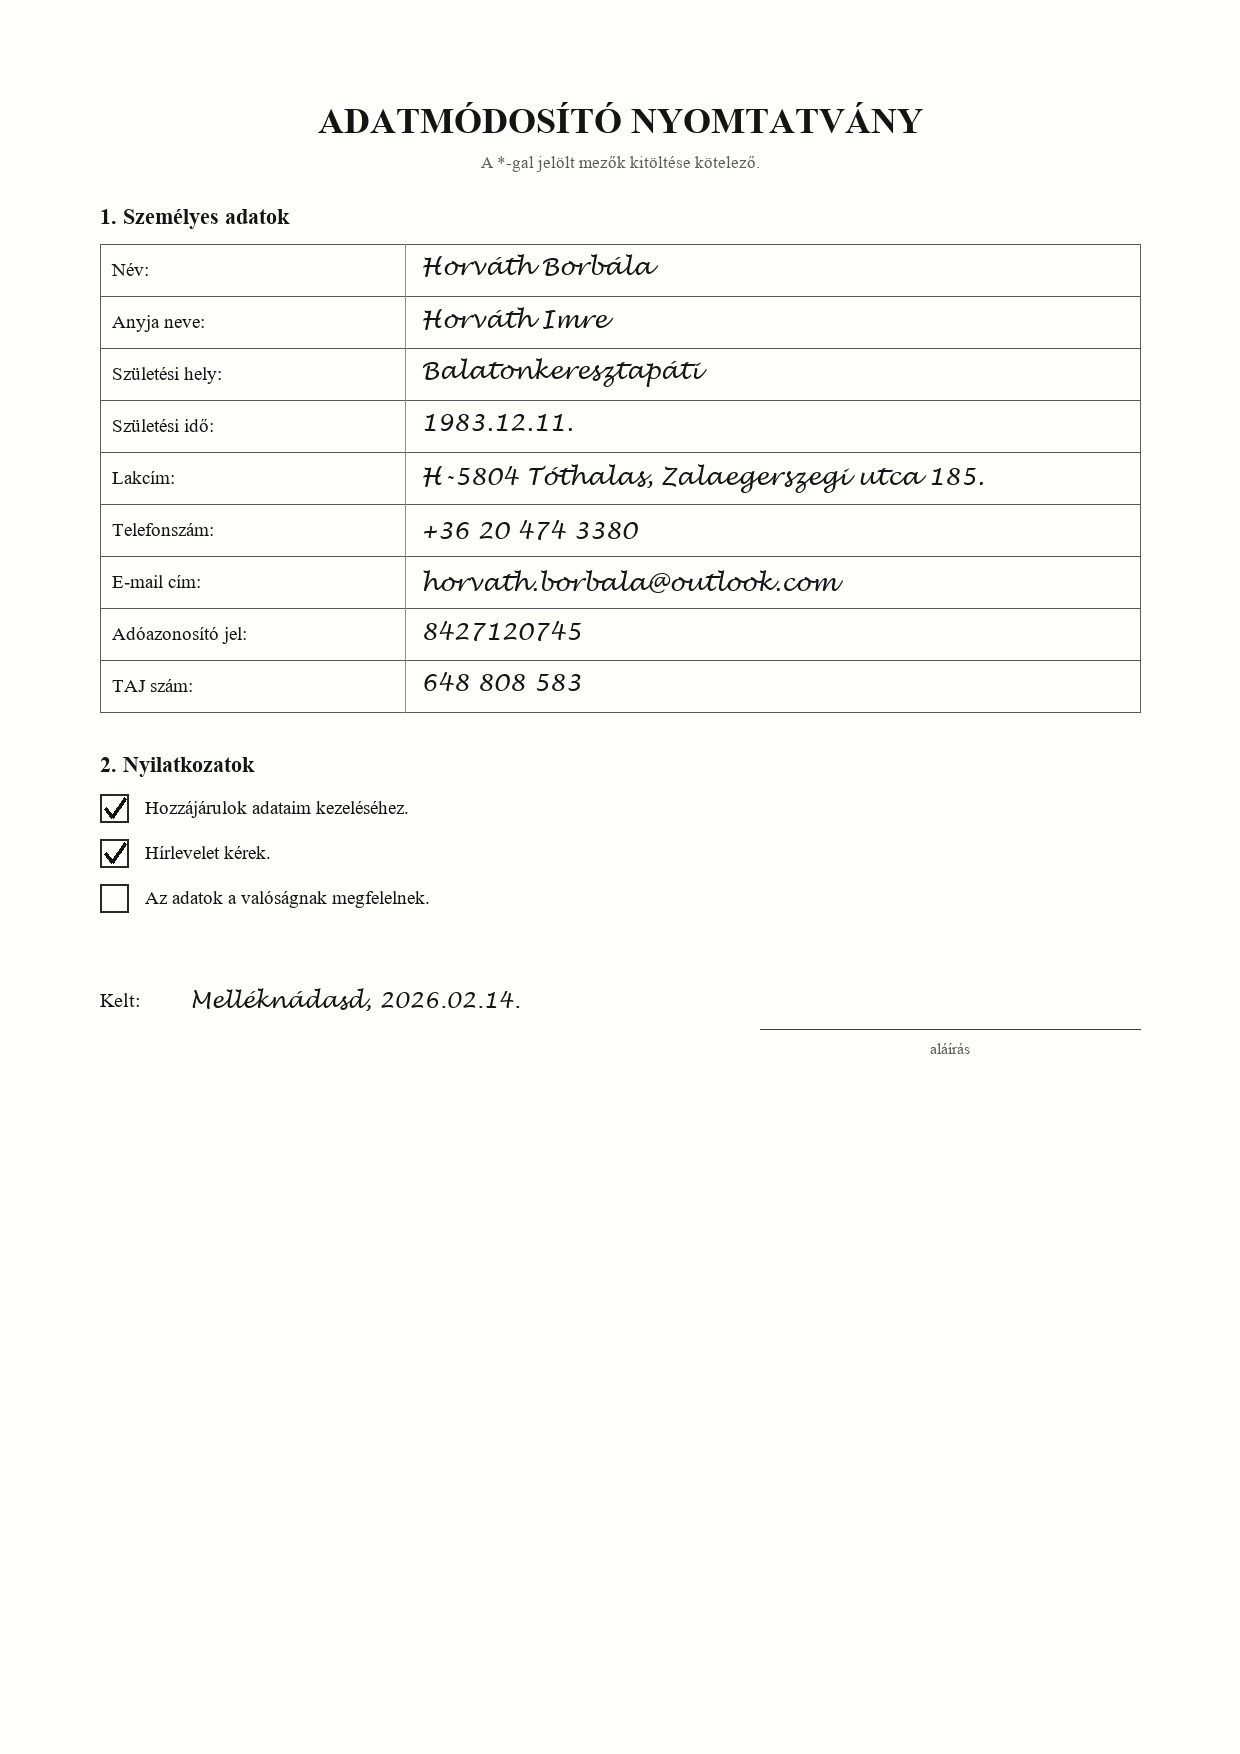 ADATMÓDOSÍTÓ NYOMTATVÁNY
A *-gal jelölt mezők kitöltése kötelező.
1. Személyes adatok
Név: Horváth Borbála
Anyja neve: Horváth Imre
Születési hely: Balatonkeresztapáti
Születési idő: 1983.12.11.
Lakcím: H-5804 Tóthalas, Zalaegerszegi utca 185.
Telefonszám: +36 20 474 3380
E-mail cím: horvath.borbala@outlook.com
Adóazonosító jel: 8427120745
TAJ szám: 648 808 583
2. Nyilatkozatok
Hozzájárulok adataim kezeléséhez.
Hírlevelet kérek.
Az adatok a valóságnak megfelelnek.
Kelt: Melléknádasd, 2026.02.14.
aláírás